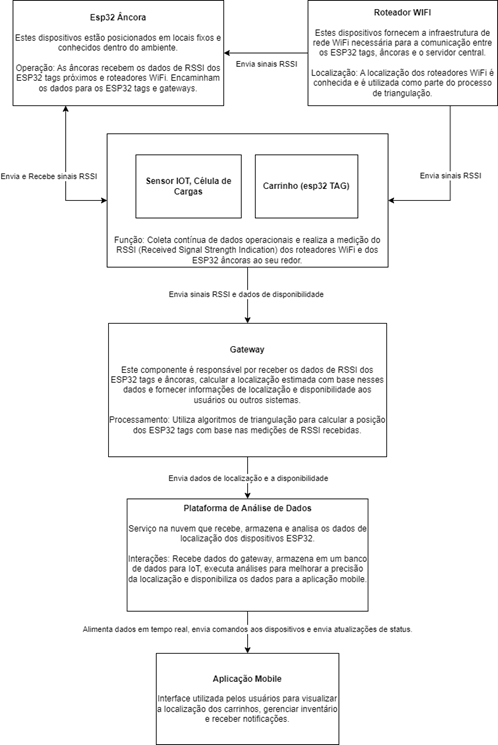 Esp32 Âncora
Estes dispositivos estão posicionados em locais fixos e
conhecidos dentro do ambiente.
Operação: As âncoras recebem os dados de RSSI dos
ESP32 tags próximos e roteadores WiFi. Encaminham
os dados para os ESP32 tags e gateways.
Roteador WIFI
Estes dispositivos fornecem a infraestrutura de
rede WiFi necessária para a comunicação entre
os ESP32 tags, âncoras e o servidor central.
Localização: A localização dos roteadores WiFi é
conhecida e é utilizada como parte do processo
de triangulação.
Envia sinais RSSI
Envia e Recebe sinais RSSI
Envia sinais RSSI
Sensor IOT, Célula de
Cargas
Carrinho (esp32 TAG)
Função: Coleta contínua de dados operacionais e realiza a medição do
RSSI (Received Signal Strength Indication) dos roteadores WiFi e dos
ESP32 âncoras ao seu redor.
Envia sinais RSSI e dados de disponibilidade
Gateway
Este componente é responsável por receber os dados de RSSI dos
ESP32 tags e âncoras, calcular a localização estimada com base nesses
dados e fornecer informações de localização e disponibilidade aos
usuários ou outros sistemas.
Processamento: Utiliza algoritmos de triangulação para calcular a posição
dos ESP32 tags com base nas medições de RSSI recebidas.
Envia dados de localização e a disponibilidade
Plataforma de Análise de Dados
Serviço na nuvem que recebe, armazena e analisa os dados de
localização dos dispositivos ESP32.
Interações: Recebe dados do gateway, armazena em um banco
de dados para IoT, executa análises para melhorar a precisão
da localização e disponibiliza os dados para a aplicação mobile.
Alimenta dados em tempo real, envia comandos aos dispositivos e envia atualizações de status.
Aplicação Mobile
Interface utilizada pelos usuários para visualizar
a localização dos carrinhos, gerenciar inventário
e receber notificações.